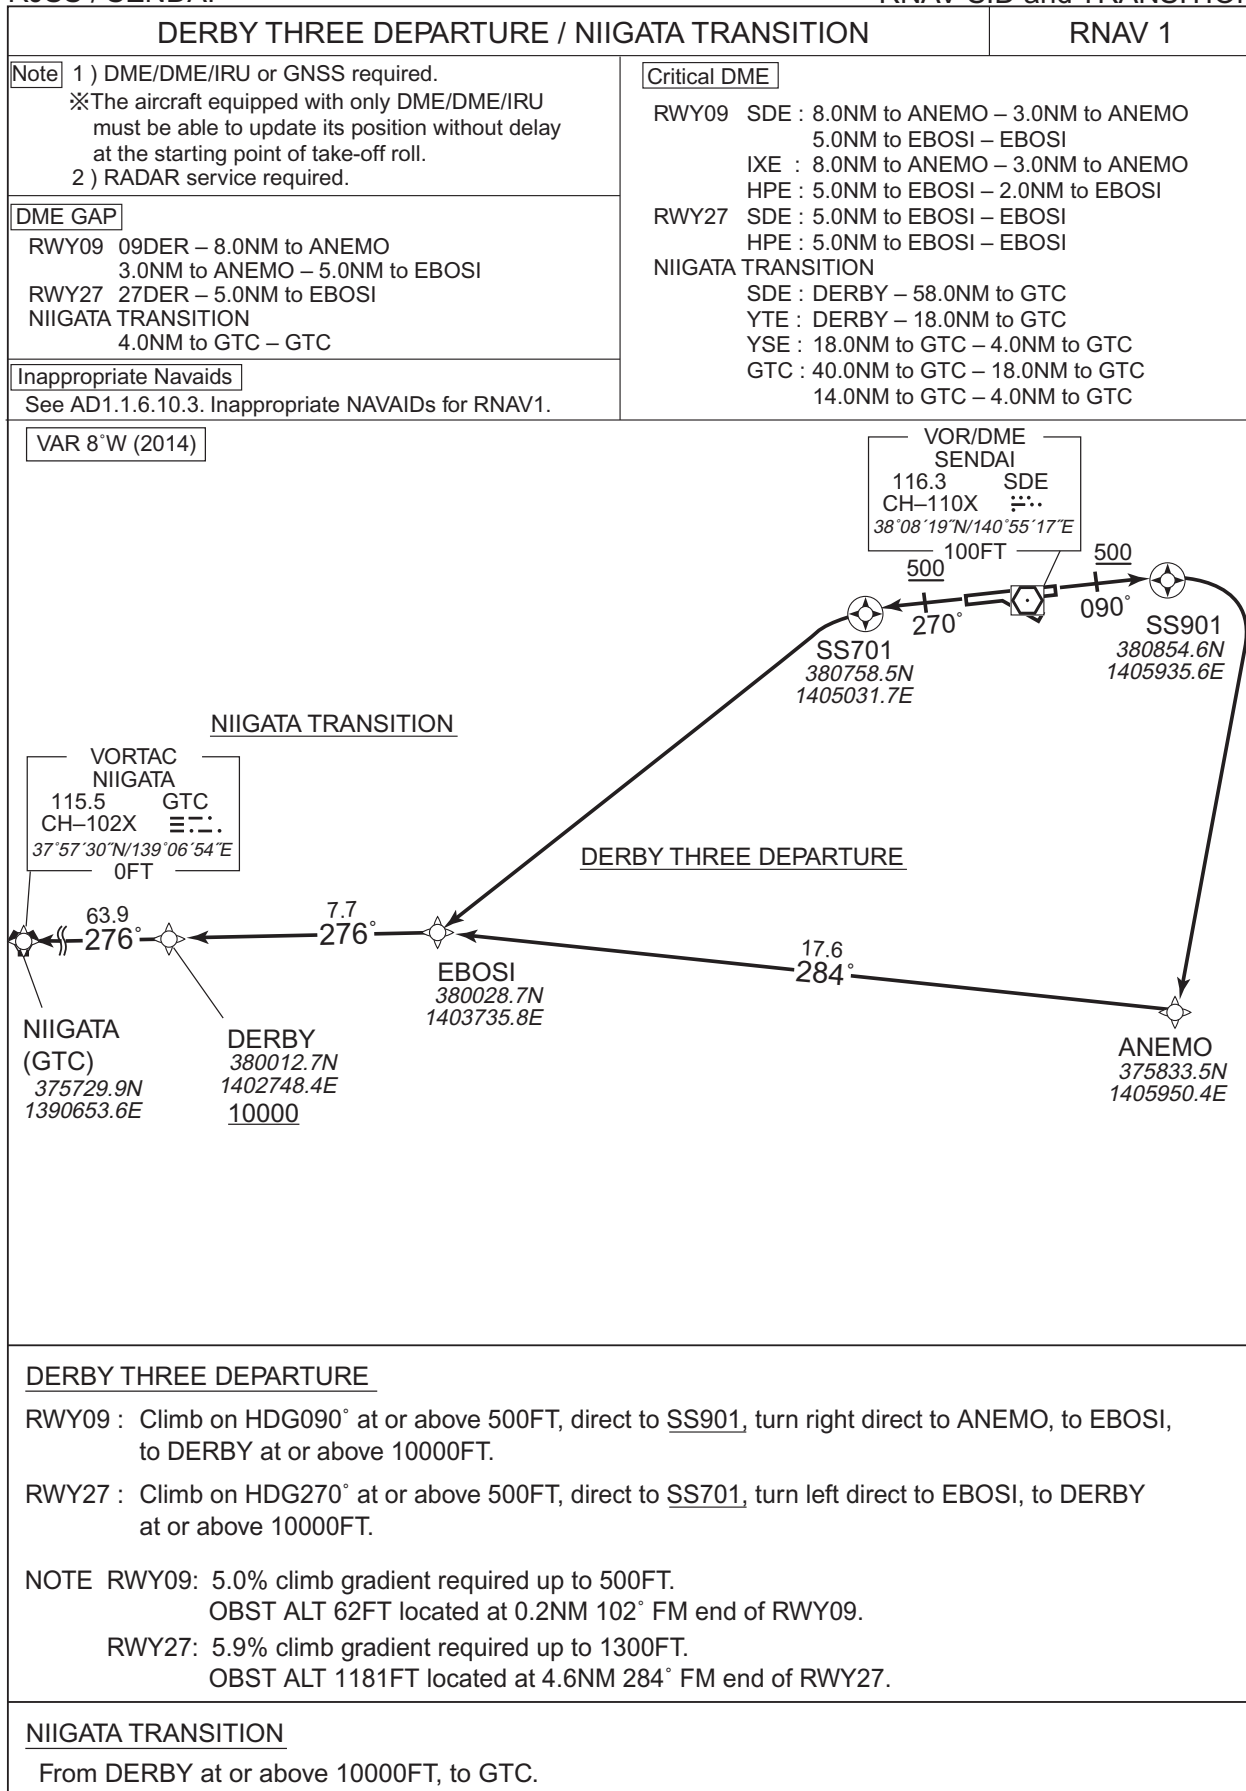 DERBY THREE DEPARTURE / NIIGATA TRANSITION
RNAV 1
Note 1 ) DME/DME/IRU or GNSS required.
※The aircraft equipped with only DME/DME/IRU
must be able to update its position without delay
at the starting point of take-off roll.
2 ) RADAR service required.
DME GAP
RWY09 09DER – 8.0NM to ANEMO
3.0NM to ANEMO – 5.0NM to EBOSI
RWY27 27DER – 5.0NM to EBOSI
NIIGATA TRANSITION
4.0NM to GTC – GTC
Inappropriate Navaids
See AD1.1.6.10.3. Inappropriate NAVAIDs for RNAV1.
Critical DME
RWY09 SDE : 8.0NM to ANEMO – 3.0NM to ANEMO
5.0NM to EBOSI – EBOSI
IXE : 8.0NM to ANEMO – 3.0NM to ANEMO
HPE : 5.0NM to EBOSI – 2.0NM to EBOSI
RWY27 SDE : 5.0NM to EBOSI – EBOSI
HPE : 5.0NM to EBOSI – EBOSI
NIIGATA TRANSITION
SDE : DERBY – 58.0NM to GTC
YTE : DERBY – 18.0NM to GTC
YSE : 18.0NM to GTC – 4.0NM to GTC
GTC : 40.0NM to GTC – 18.0NM to GTC
14.0NM to GTC – 4.0NM to GTC
VAR 8˚W (2014)
VOR/DME
SENDAI
116.3 SDE
CH–110X
38˚08´19˝N/140˚55´17˝E
100FT
500
500
270˚
090˚
SS701
380758.5N
1405031.7E
SS901
380854.6N
1405935.6E
NIIGATA TRANSITION
VORTAC
NIIGATA
115.5 GTC
CH–102X
37˚57´30˝N/139˚06´54˝E
0FT
DERBY THREE DEPARTURE
63.9
276˚
7.7
276˚
17.6
284˚
EBOSI
380028.7N
1403735.8E
NIIGATA
(GTC)
375729.9N
1390653.6E
DERBY
380012.7N
1402748.4E
10000
ANEMO
375833.5N
1405950.4E
DERBY THREE DEPARTURE
RWY09 : Climb on HDG090˚ at or above 500FT, direct to SS901, turn right direct to ANEMO, to EBOSI,
to DERBY at or above 10000FT.
RWY27 : Climb on HDG270˚ at or above 500FT, direct to SS701, turn left direct to EBOSI, to DERBY
at or above 10000FT.
NOTE RWY09: 5.0% climb gradient required up to 500FT.
OBST ALT 62FT located at 0.2NM 102˚ FM end of RWY09.
RWY27: 5.9% climb gradient required up to 1300FT.
OBST ALT 1181FT located at 4.6NM 284˚ FM end of RWY27.
NIIGATA TRANSITION
From DERBY at or above 10000FT, to GTC.